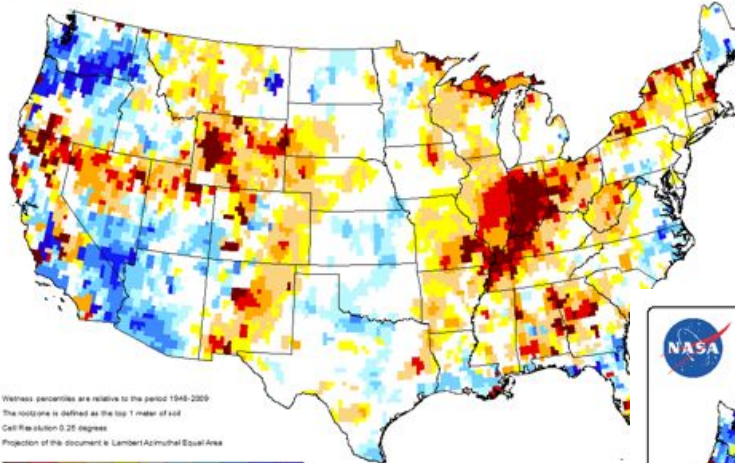 Wetness percentiles are relative to the period 1948-2009
The rootzone is defined as the top 1 meter of soil
Cell Resolution 0.25 degrees
Projection of this document is Lambert Azimuthal Equal Area
NASA